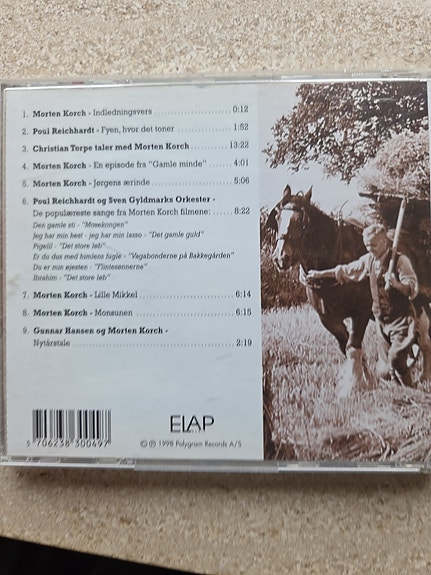 1. Morten Korch - Indledningsvers 0:12
2. Poul Reichhardt - Fyen, hvor det toner 1:52
3. Christian Torpe taler med Morten Korch 13:22
4. Morten Korch - En episode fra "Gamle minde" 4:01
5. Morten Korch - Jørgens ærinde 5:06
6. Poul Reichhardt og Sven Gyldmarks Orkester -
De populæreste sange fra Morten Korch filmene: 8:22
Den gamle sti - "Mosekongen"
Jeg har min hest - jeg har min lasso - "Det gamle guld"
Pigelil - "Det store løb"
Er du dus med himlens fugle - "Vagabonderne på Bakkegården"
Du er min øjesten - "Flintesønnerne"
Ibrahim - "Det store løb"
7. Morten Korch - Lille Mikkel 6:14
8. Morten Korch - Monsunen 6:15
9. Gunnar Hansen og Morten Korch -
Nytårstale 2:19
ELAP
5 706238 300497
© ℗ 1998 Polygram Records A/S